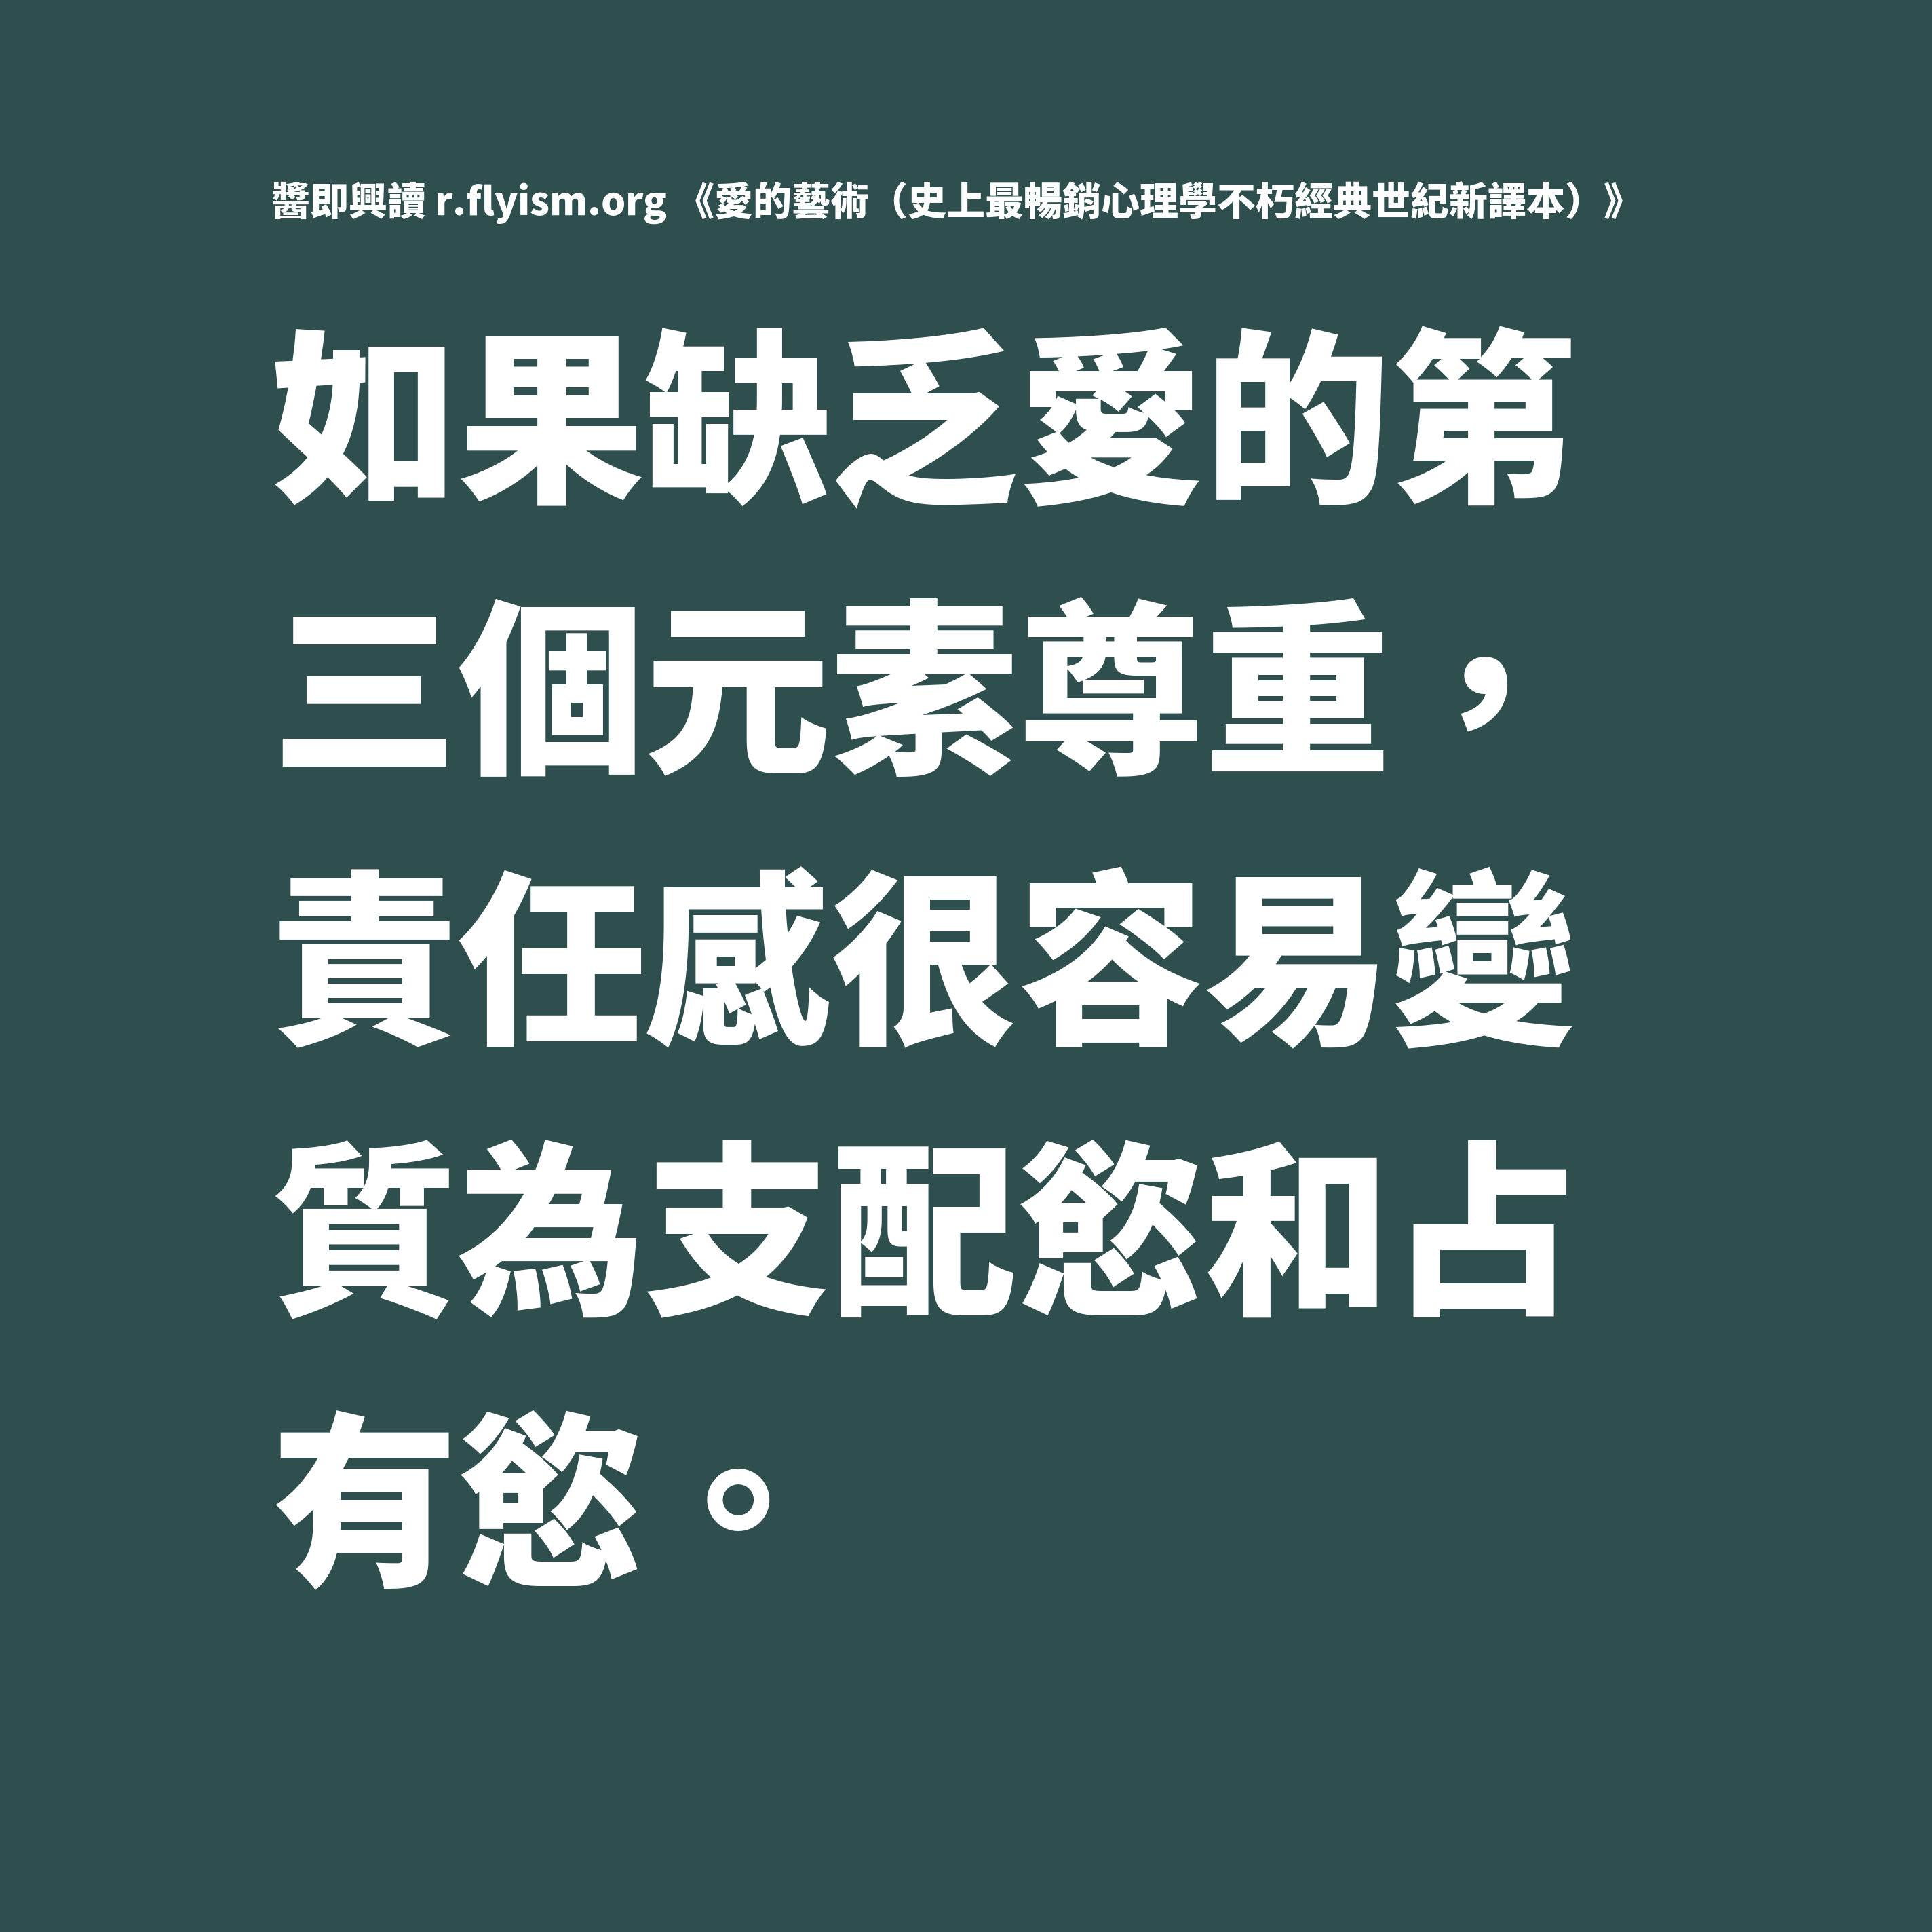 翳即閱讀 r.flyism.org《愛的藝術（史上最暢銷心理學不朽經典世紀新譯本）》
如果缺乏愛的第
三個元素尊重，
責任感很容易變
質為支配慾和占
有慾。